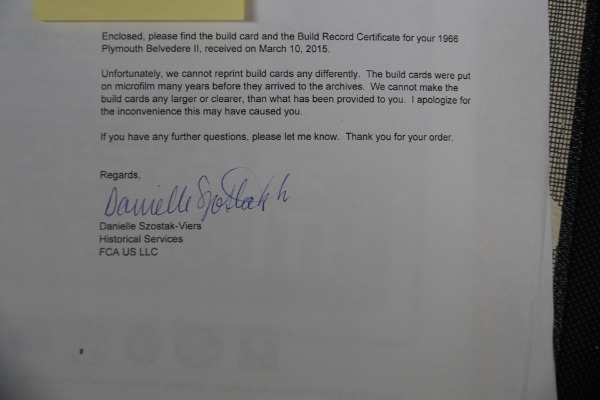 Enclosed, please find the build card and the Build Record Certificate for your 1966
Plymouth Belvedere II, received on March 10, 2015.
Unfortunately, we cannot reprint build cards any differently. The build cards were put
on microfilm many years before they arrived to the archives. We cannot make the
build cards any larger or clearer, than what has been provided to you. I apologize for
the inconvenience this may have caused you.
If you have any further questions, please let me know. Thank you for your order.
Regards,
Danielle Szostak
Danielle Szostak-Viers
Historical Services
FCA US LLC